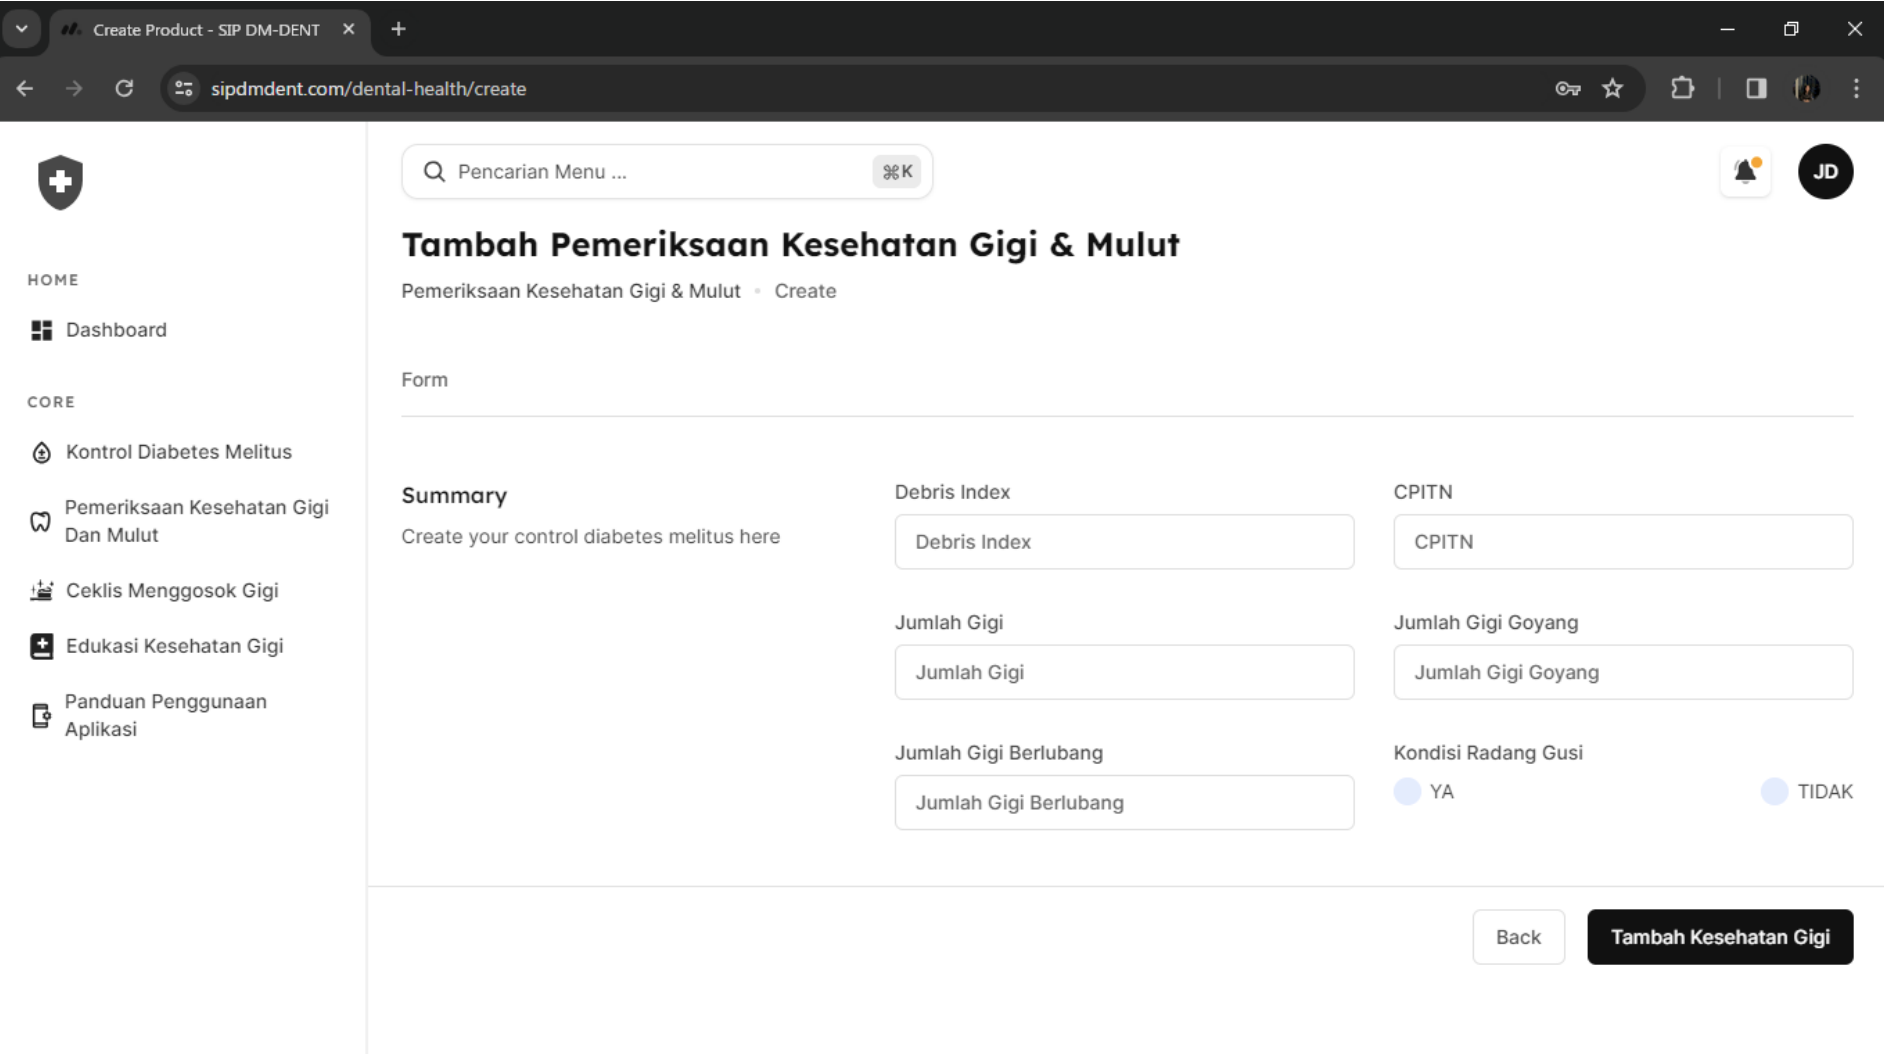 Create Product - SIP DM-DENT
sipdmdent.com/dental-health/create
Pencarian Menu ...
⌘K
JD
Tambah Pemeriksaan Kesehatan Gigi & Mulut
Pemeriksaan Kesehatan Gigi & Mulut • Create
HOME
Dashboard
CORE
Kontrol Diabetes Melitus
Pemeriksaan Kesehatan Gigi
Dan Mulut
Ceklis Menggosok Gigi
Edukasi Kesehatan Gigi
Panduan Penggunaan
Aplikasi
Form
Summary
Create your control diabetes melitus here
Debris Index
Debris Index
CPITN
CPITN
Jumlah Gigi
Jumlah Gigi
Jumlah Gigi Goyang
Jumlah Gigi Goyang
Jumlah Gigi Berlubang
Jumlah Gigi Berlubang
Kondisi Radang Gusi
YA
TIDAK
Back
Tambah Kesehatan Gigi